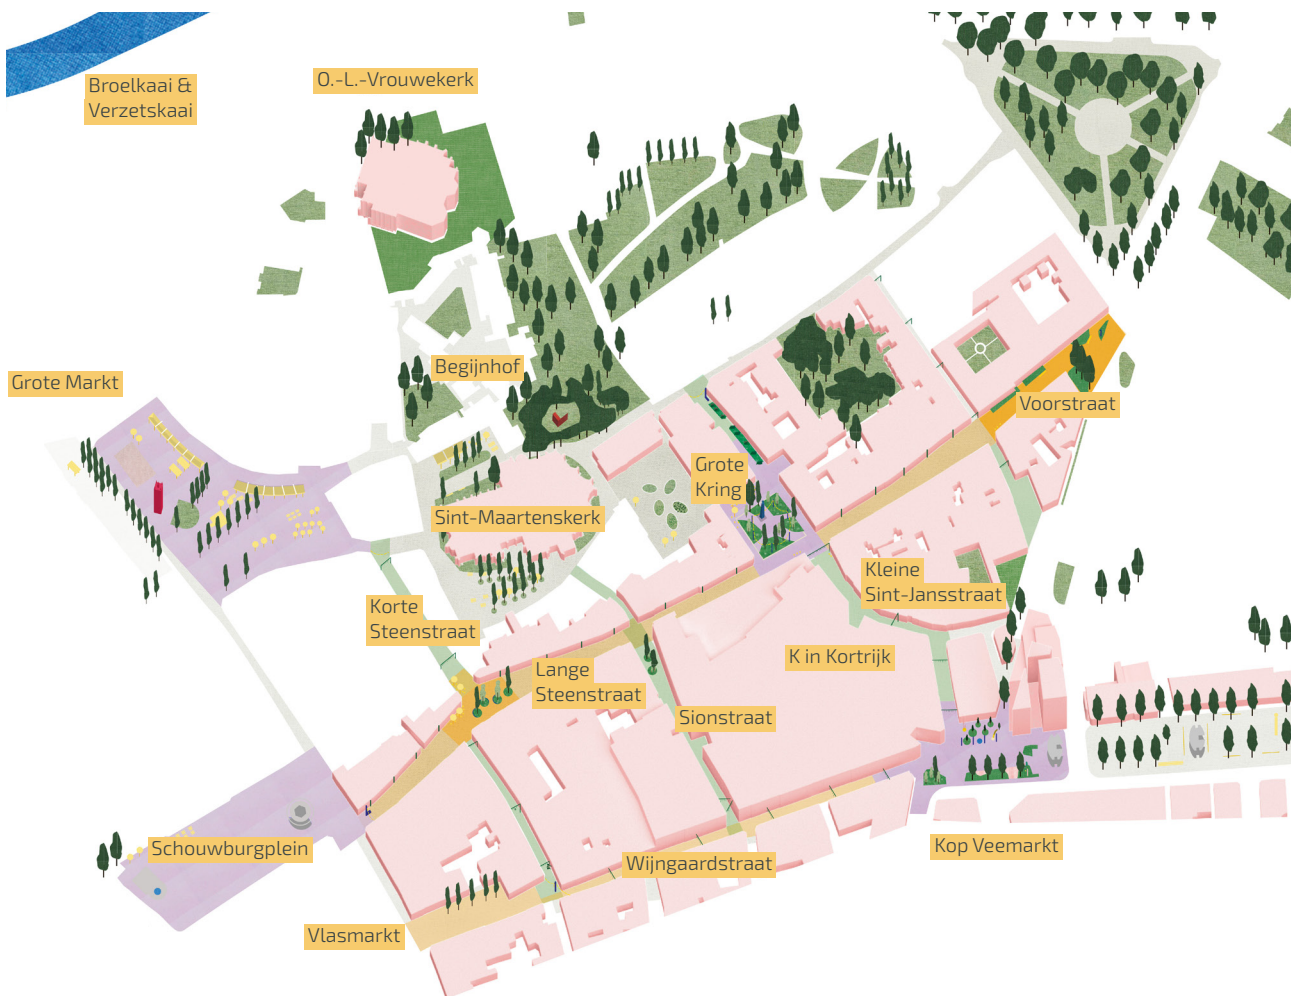 O.-L.-Vrouwekerk
Broelkaai &
Verzetskaai
Begijnhof
Grote Markt
Voorstraat
Grote
Kring
Sint-Maartenskerk
Kleine
Sint-Jansstraat
Korte
Steenstraat
K in Kortrijk
Lange
Steenstraat
Sionstraat
Schouwburgplein
Kop Veemarkt
Wijngaardstraat
Vlasmarkt